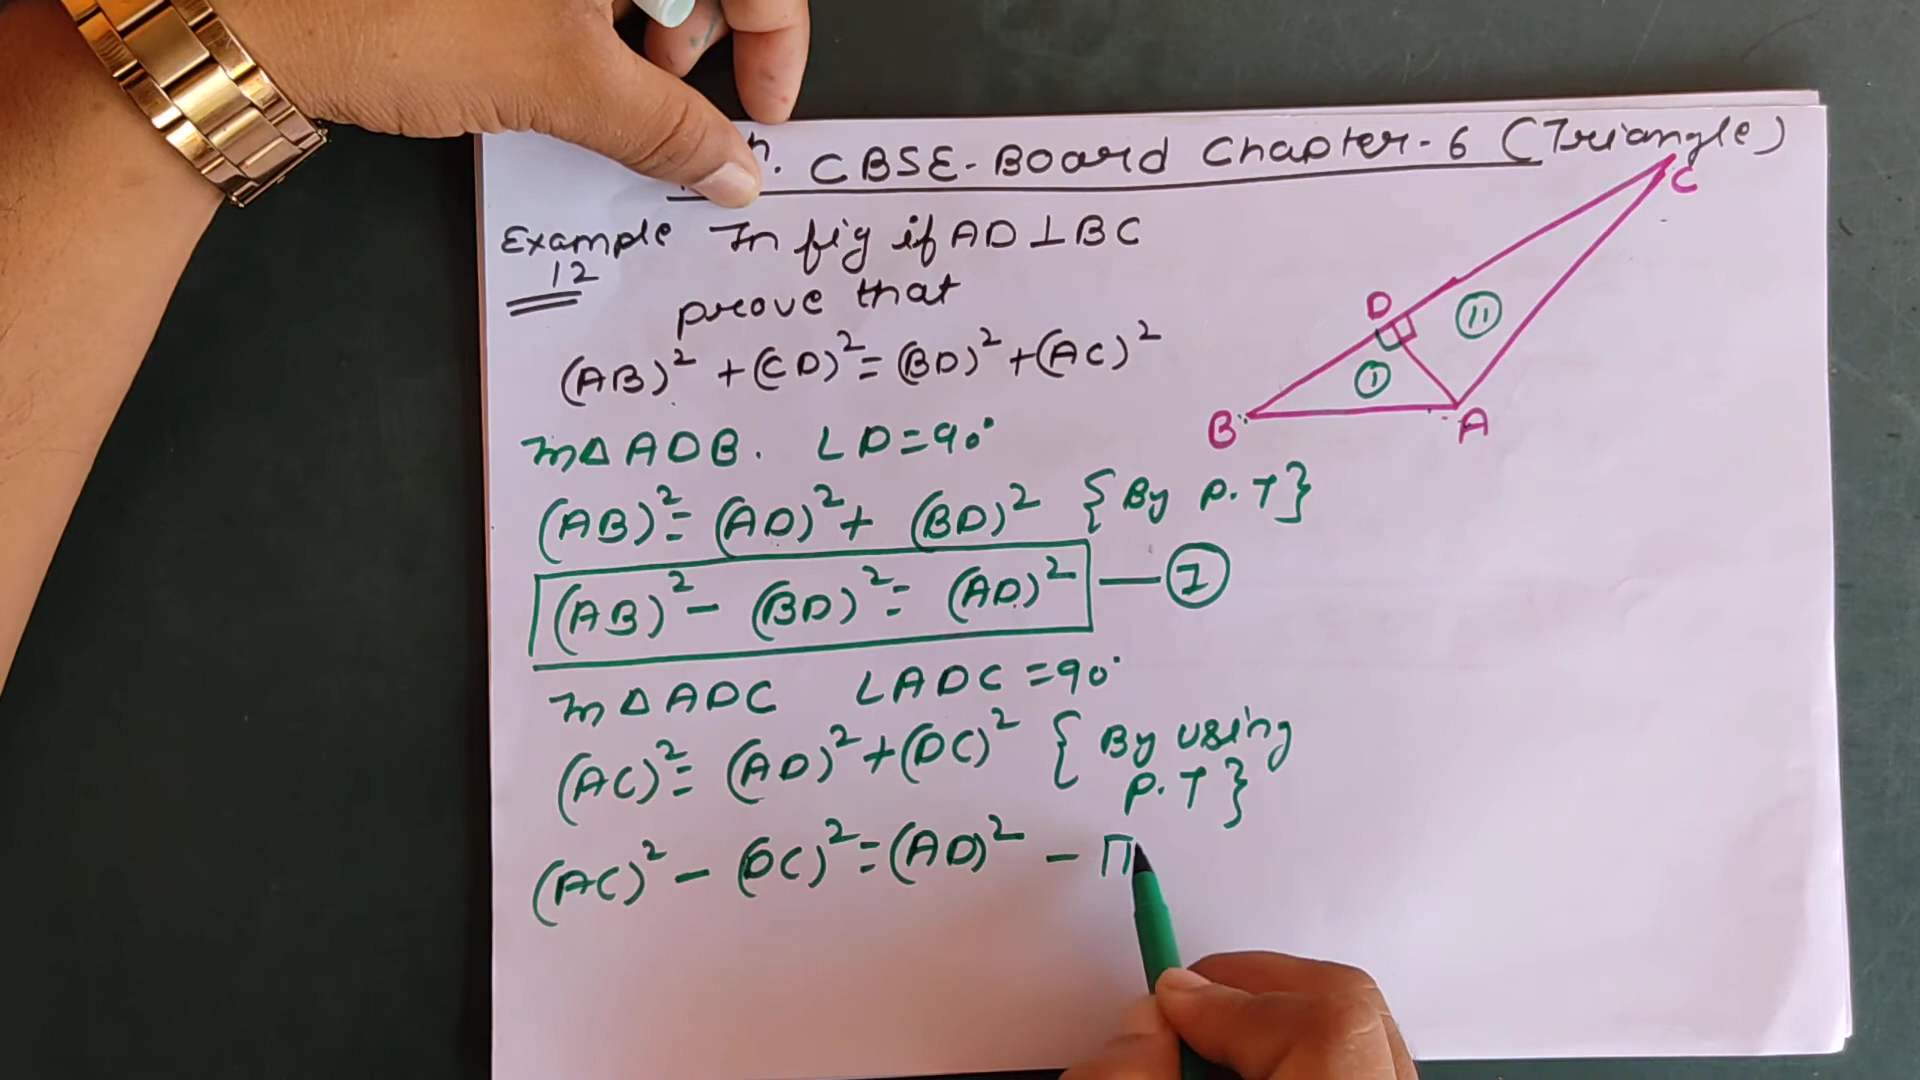 h. CBSE-Board Chapter-6 (Triangle)
Example 12 In fig if AD⊥BC
prove that
(AB)²+(CD)²=(BD)²+(AC)²
C
D
II
I
B
A
In△ADB. ∠D=90°
(AB)²=(AD)²+(BD)² {By P.T}
(AB)²-(BD)²=(AD)² — I
In△ADC ∠ADC=90°
(AC)²=(AD)²+(DC)² {By using
P.T}
(AC)²-(DC)²=(AD)² - II